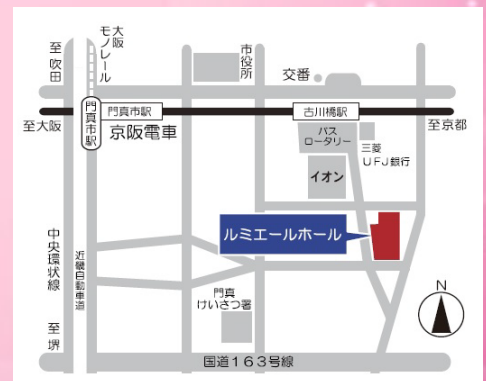 至 吹田
大阪
モノレール
市役所
交番
門真市駅
門真市駅
古川橋駅
至大阪
京阪電車
至京都
バス
ロータリー
三菱
UFJ銀行
イオン
ルミエールホール
中央環状線
近畿自動車道
至 堺
門真
けいさつ署
N
国道163号線